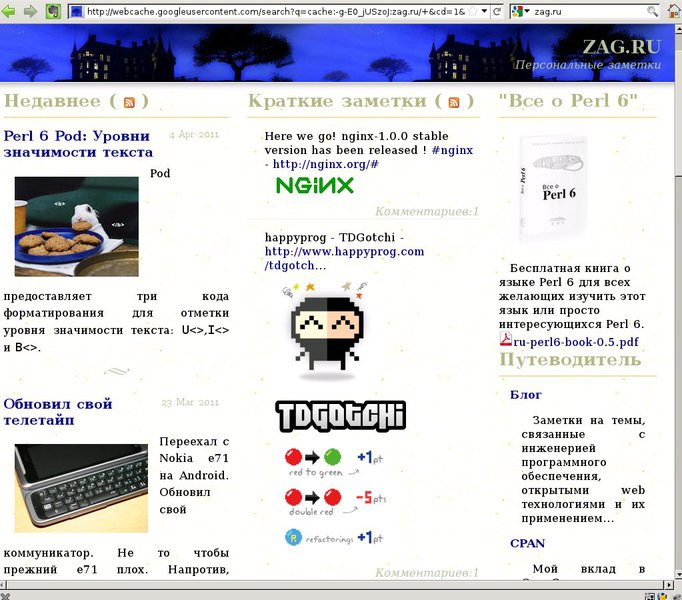 http://webcache.googleusercontent.com/search?q=cache:-g-E0_jUSzoJ:zag.ru/+&cd=1&
zag.ru
ZAG.RU
Персональные заметки
Недавнее ( )
Perl 6 Pod: Уровни
значимости текста
4 Apr 2011
Pod
предоставляет три кода
форматирования для отметки
уровня значимости текста: U<>,I<>
и B<>.
Обновил свой
телетайп
23 Mar 2011
Переехал с
Nokia e71
на Android.
Обновил
свой
коммуникатор. Не то чтобы
прежний e71 плох. Напротив,
Краткие заметки ( )
Here we go! nginx-1.0.0 stable
version has been released ! #nginx
- http://nginx.org/#
NGiNX
Комментариев:1
happyprog - TDGotchi -
http://www.happyprog.com
/tdgotch...
TDGOTCHI
+1pt
red to green
-5pts
double red
R refactorings +1pt
Комментариев:1
"Все о Perl 6"
Все о
Perl 6
Бесплатная книга о
языке Perl 6 для всех
желающих изучить этот
язык или просто
интересующихся Perl 6.
ru-perl6-book-0.5.pdf
Путеводитель
Блог
Заметки на темы,
связанные с
инженерией
программного
обеспечения,
открытыми web
технологиями и их
применением...
CPAN
Мой вклад в